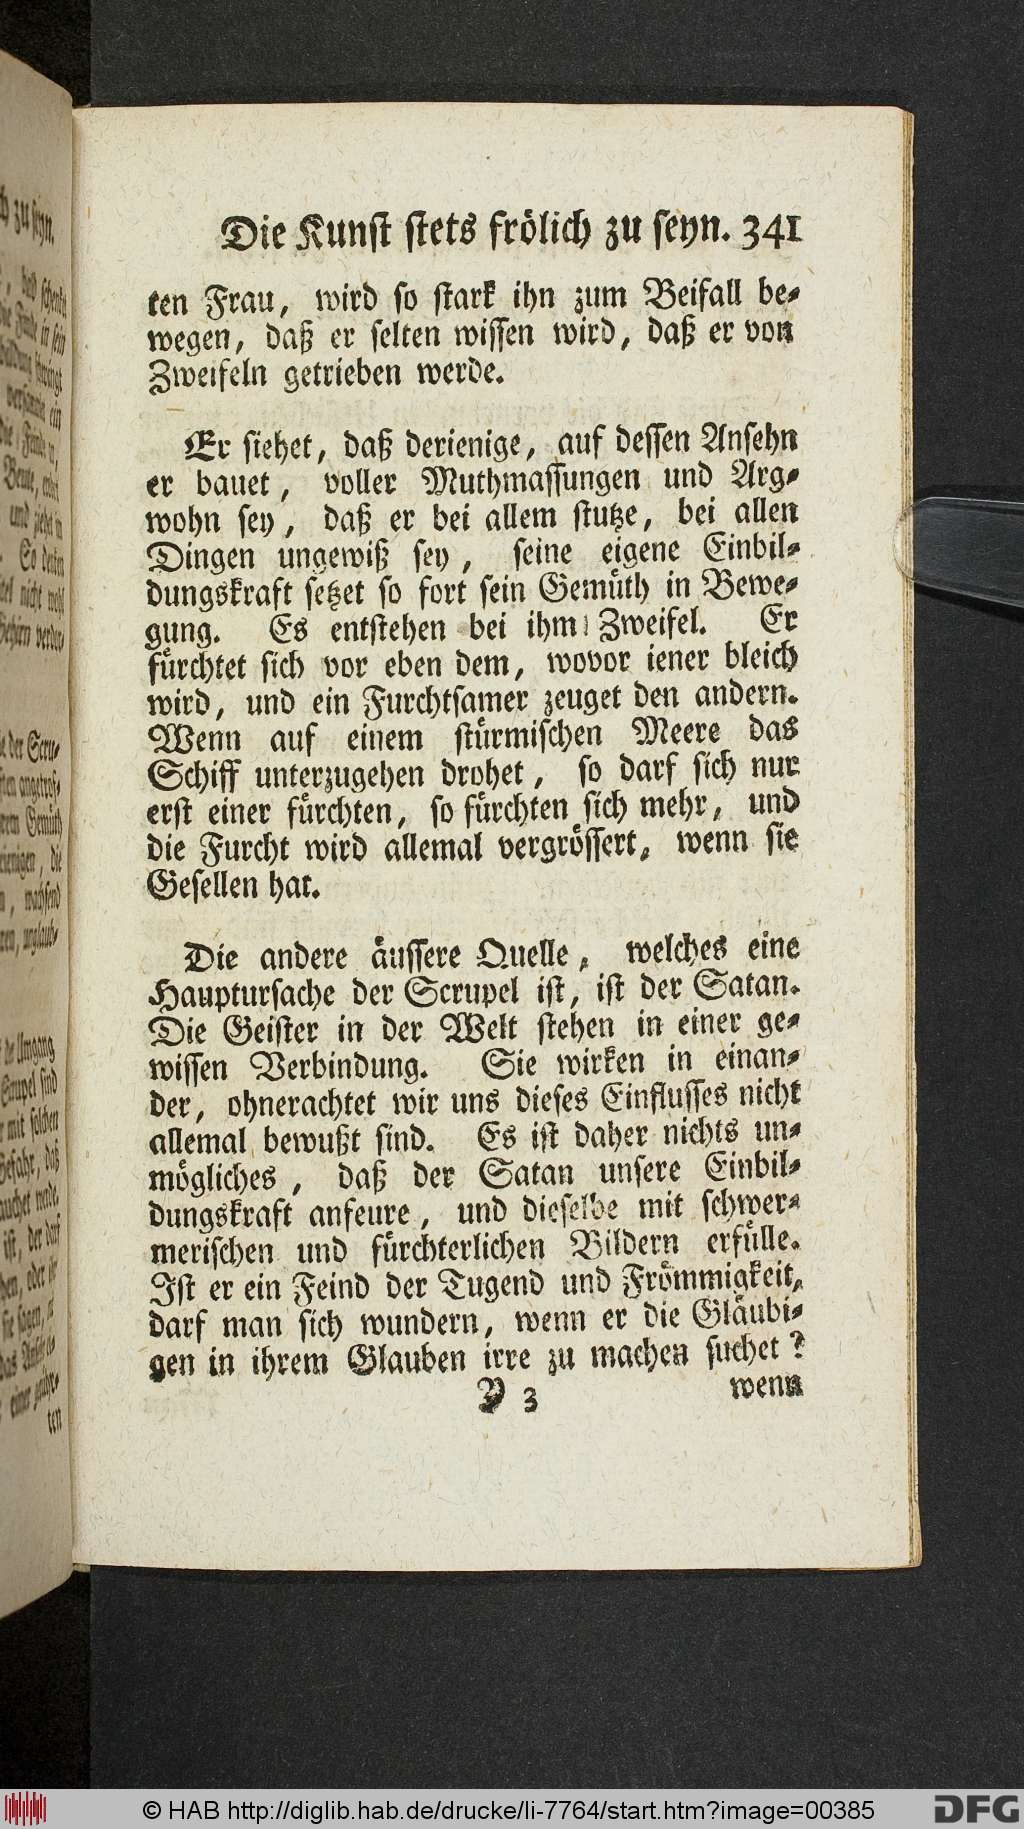 Die Kunst stets frölich zu seyn. 341
ten Frau, wird so stark ihn zum Beifall be-
wegen, daß er selten wissen wird, daß er von
Zweifeln getrieben werde.
Er siehet, daß derienige, auf dessen Ansehn
er bauet, voller Muthmassungen und Arg-
wohn sey, daß er bei allem stutze, bei allen
Dingen ungewiß sey, seine eigene Einbil-
dungskraft setzet so fort sein Gemüth in Bewe-
gung. Es entstehen bei ihm Zweifel. Er
fürchtet sich vor eben dem, wovor iener bleich
wird, und ein Furchtsamer zeuget den andern.
Wenn auf einem stürmischen Meere das
Schiff unterzugehen drohet, so darf sich nur
erst einer fürchten, so fürchten sich mehr, und
die Furcht wird allemal vergrössert, wenn sie
Gesellen hat.
Die andere äussere Quelle, welches eine
Hauptursache der Scrupel ist, ist der Satan.
Die Geister in der Welt stehen in einer ge-
wissen Verbindung. Sie wirken in einan-
der, ohnerachtet wir uns dieses Einflusses nicht
allemal bewußt sind. Es ist daher nichts un-
mögliches, daß der Satan unsere Einbil-
dungskraft anfeure, und dieselbe mit schwer-
merischen und fürchterlichen Bildern erfülle.
Ist er ein Feind der Tugend und Frömmigkeit,
darf man sich wundern, wenn er die Gläubi-
gen in ihrem Glauben irre zu machen suchet?
Y 3 wenn
© HAB http://diglib.hab.de/drucke/li-7764/start.htm?image=00385
DFG